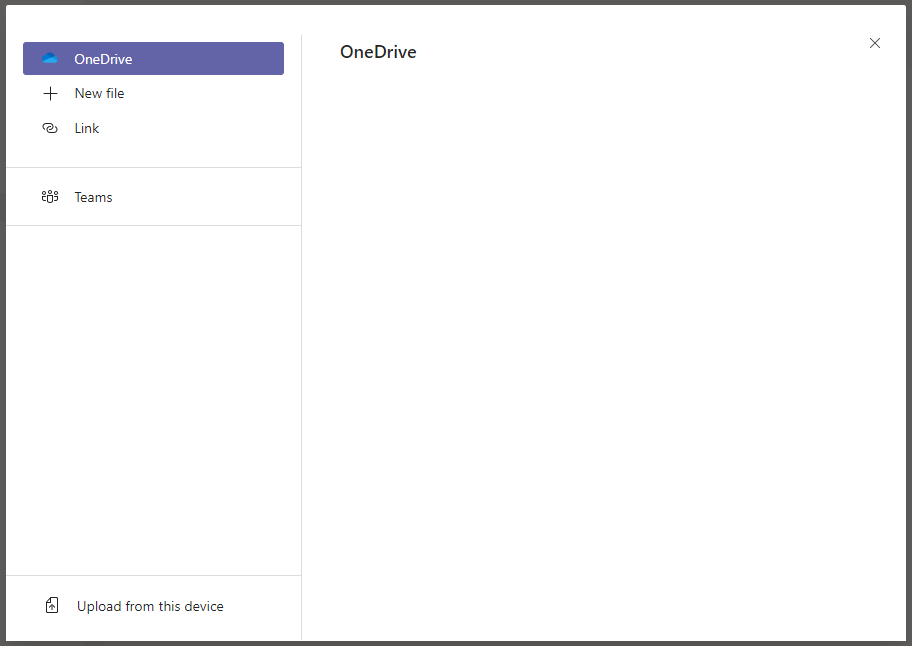 OneDrive
New file
Link
Teams
Upload from this device
OneDrive